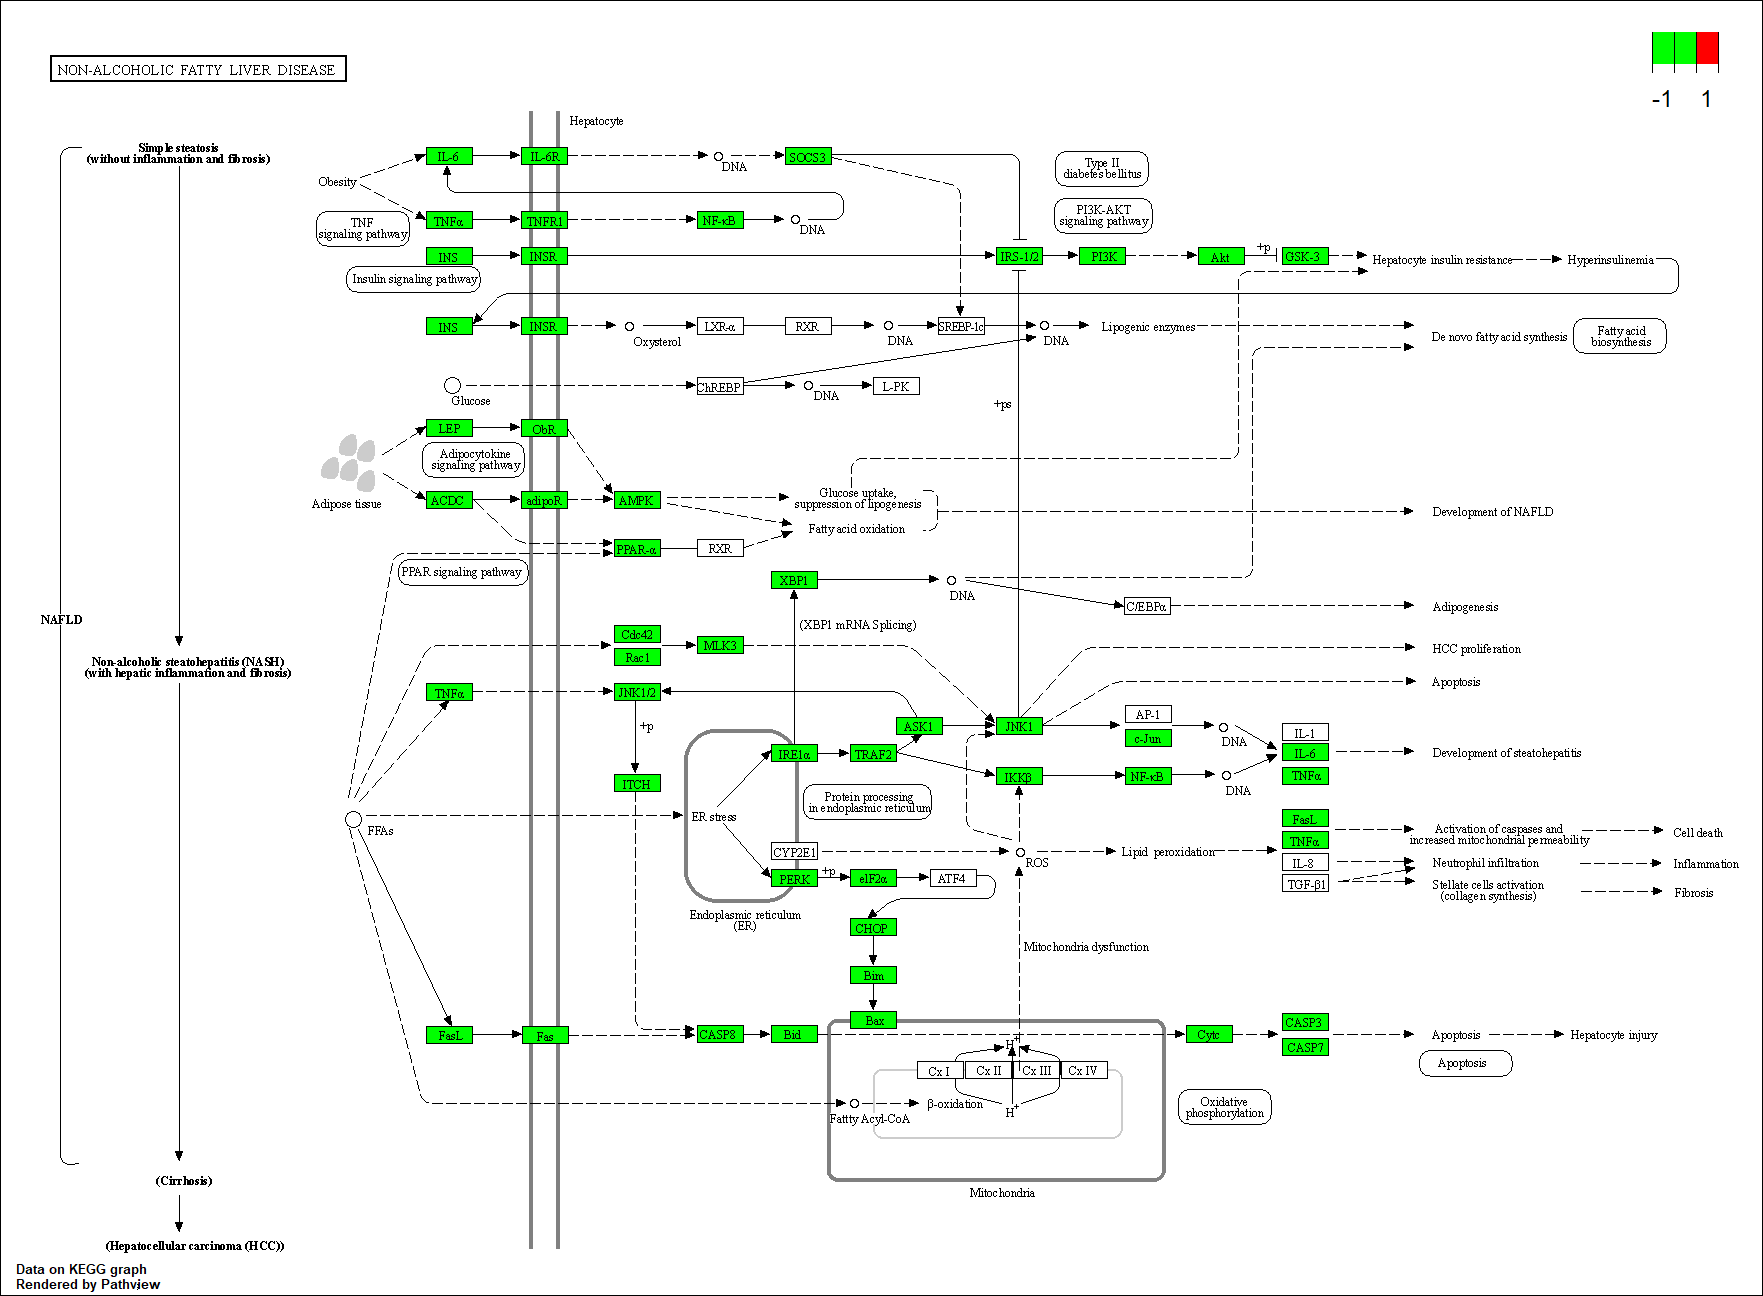 NON-ALCOHOLIC FATTY LIVER DISEASE
-1 1
Hepatocyte
Simple steatosis
(without inflammation and fibrosis)
IL-6
IL-6R
DNA
SOCS3
Type II
diabetes bellitus
Obesity
TNF
signaling pathway
TNFα
TNFR1
NF-κB
DNA
PI3K-AKT
signaling pathway
INS
INSR
IRS-1/2
PI3K
Akt
+p
GSK-3
Hepatocyte insulin resistance
Hyperinsulinemia
Insulin signaling pathway
INS
INSR
Oxysterol
LXR-α
RXR
DNA
SREBP-1c
DNA
Lipogenic enzymes
De novo fatty acid synthesis
Fatty acid
biosynthesis
Glucose
ChREBP
DNA
L-PK
+ps
LEP
ObR
Adipocytokine
signaling pathway
Adipose tissue
ACDC
adipoR
AMPK
Glucose uptake,
suppression of lipogenesis
Fatty acid oxidation
Development of NAFLD
PPAR-α
RXR
PPAR signaling pathway
XBP1
DNA
C/EBPα
Adipogenesis
NAFLD
(XBP1 mRNA Splicing)
Cdc42
Rac1
MLK3
HCC proliferation
Non-alcoholic steatohepatitis (NASH)
(with hepatic inflammation and fibrosis)
Apoptosis
TNFα
JNK1/2
+p
ASK1
JNK1
AP-1
c-Jun
DNA
IL-1
IL-6
TNFα
Development of steatohepatitis
IRE1α
TRAF2
IKKβ
NF-κB
DNA
ITCH
Protein processing
in endoplasmic reticulum
ER stress
FFAs
FasL
TNFα
IL-8
TGF-β1
Activation of caspases and
increased mitochondrial permeability
Cell death
CYP2E1
ROS
Lipid peroxidation
Neutrophil infiltration
Inflammation
PERK
+p
eIF2α
ATF4
Stellate cells activation
(collagen synthesis)
Fibrosis
Endoplasmic reticulum
(ER)
CHOP
Mitochondria dysfunction
Bim
Bax
FasL
Fas
CASP8
Bid
Cytc
CASP3
CASP7
Apoptosis
Hepatocyte injury
Apoptosis
H+
Cx I
Cx II
Cx III
Cx IV
Fattty Acyl-CoA
β-oxidation
H+
Oxidative
phosphorylation
Mitochondria
(Cirrhosis)
(Hepatocellular carcinoma (HCC))
Data on KEGG graph
Rendered by Pathview